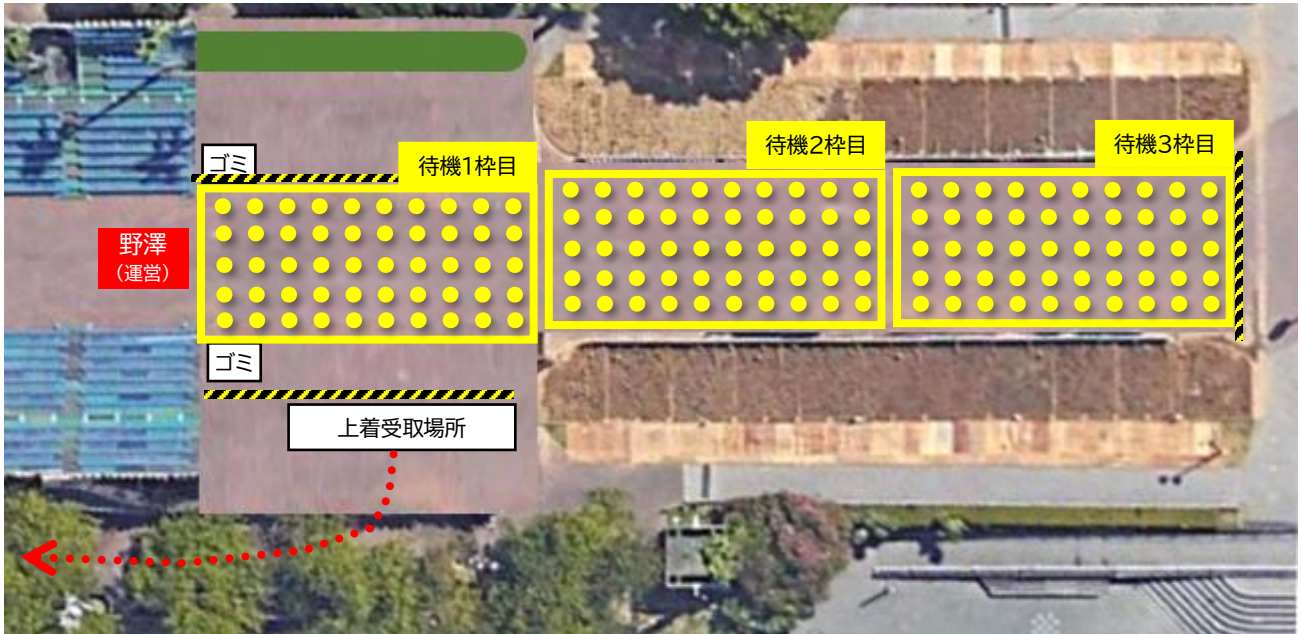 待機1枠目
待機2枠目
待機3枠目
ゴミ
野澤
（運営）
ゴミ
上着受取場所